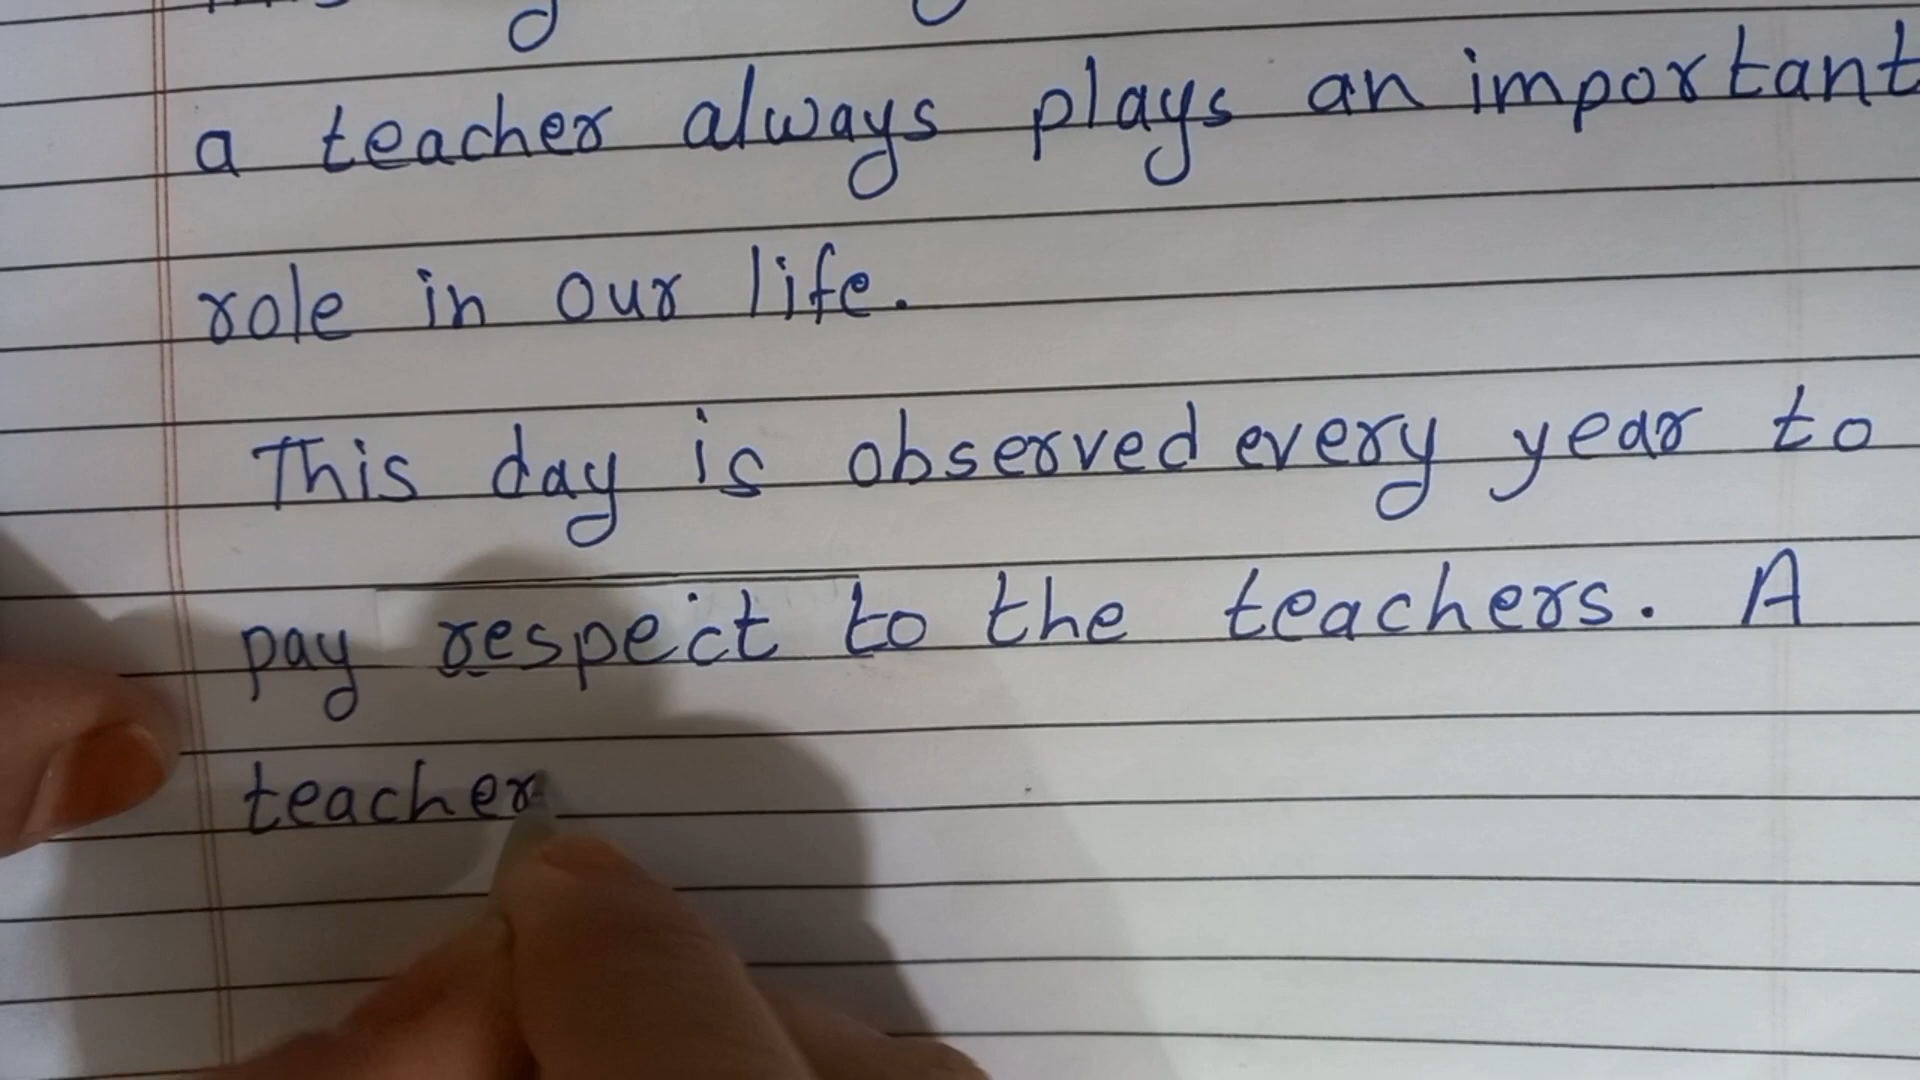 a teacher always plays an important
role in our life.
This day is observed every year to
pay respect to the teachers. A
teacher